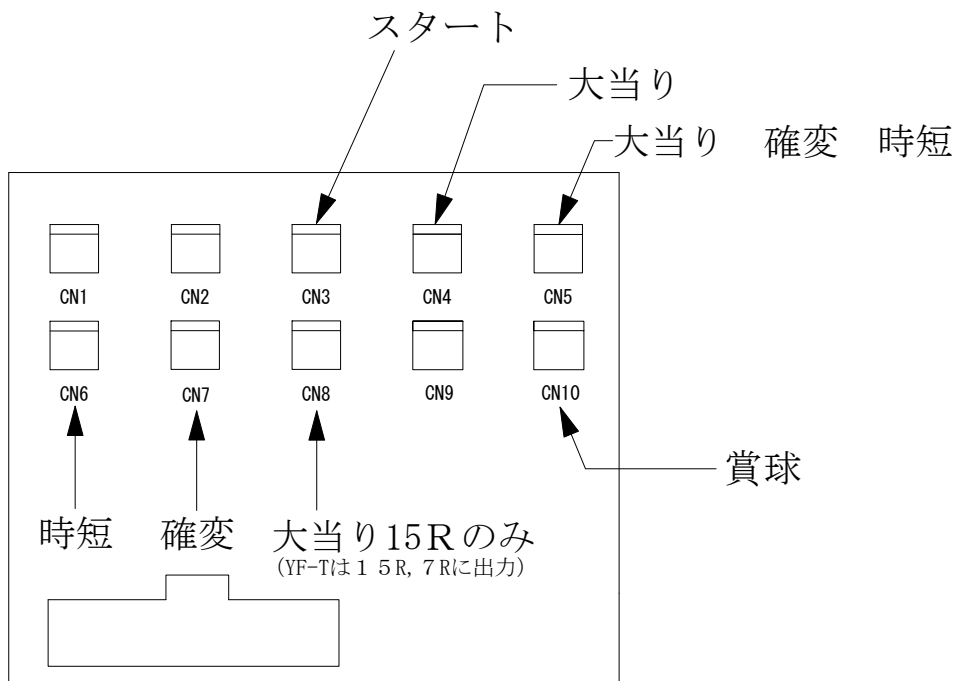 スタート
大当り
大当り 確変 時短
CN1 CN2 CN3 CN4 CN5
CN6 CN7 CN8 CN9 CN10
賞球
時短 確変 大当り15Rのみ
(YF-Tは15R,7Rに出力)